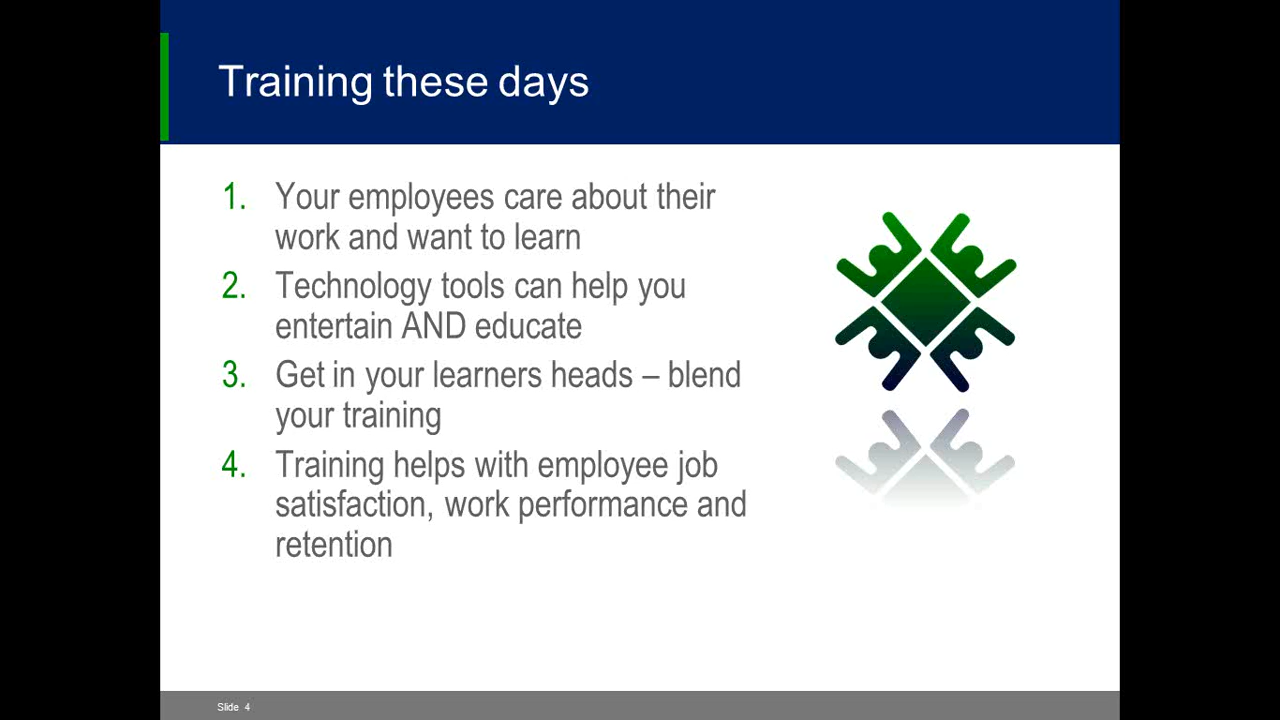 Training these days
1. Your employees care about their
work and want to learn
2. Technology tools can help you
entertain AND educate
3. Get in your learners heads – blend
your training
4. Training helps with employee job
satisfaction, work performance and
retention
Slide 4